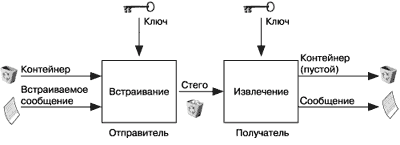 Ключ
Ключ
Контейнер
Встраиваемое
сообщение
Встраивание
Стего
Извлечение
Контейнер
(пустой)
Сообщение
Отправитель
Получатель